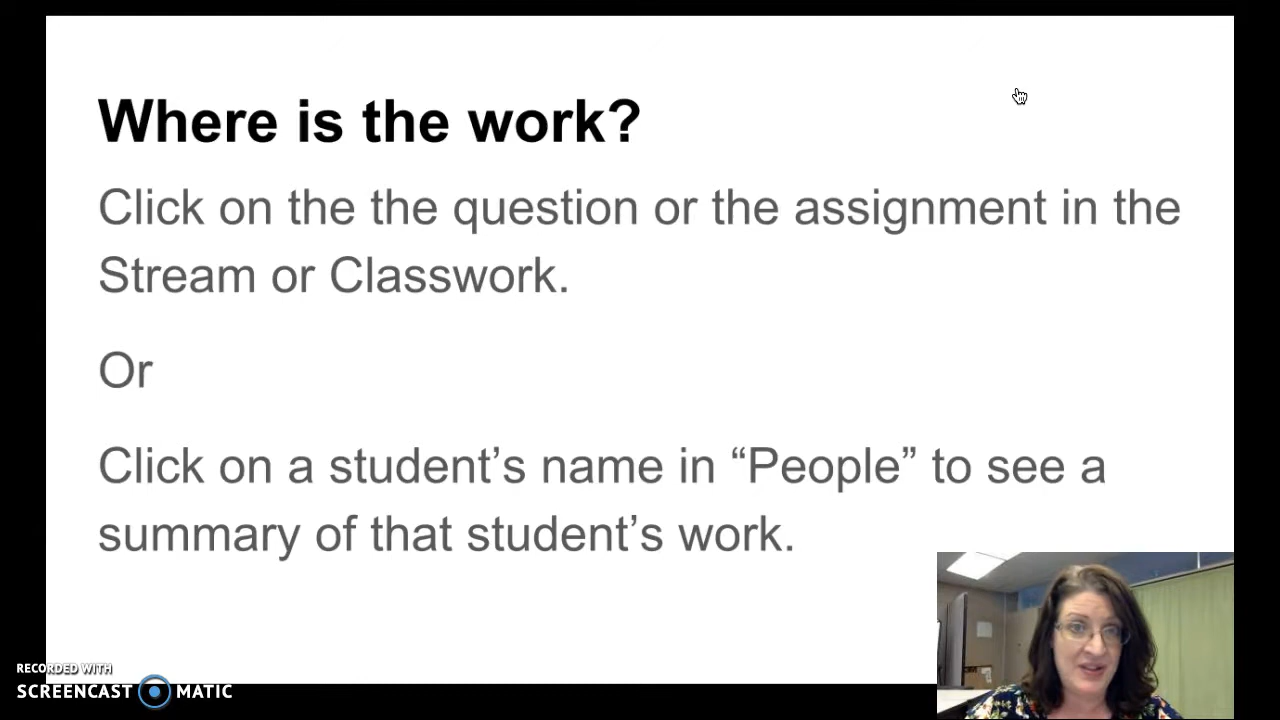 Where is the work?
Click on the the question or the assignment in the
Stream or Classwork.
Or
Click on a student’s name in “People” to see a
summary of that student’s work.
RECORDED WITH
SCREENCAST MATIC